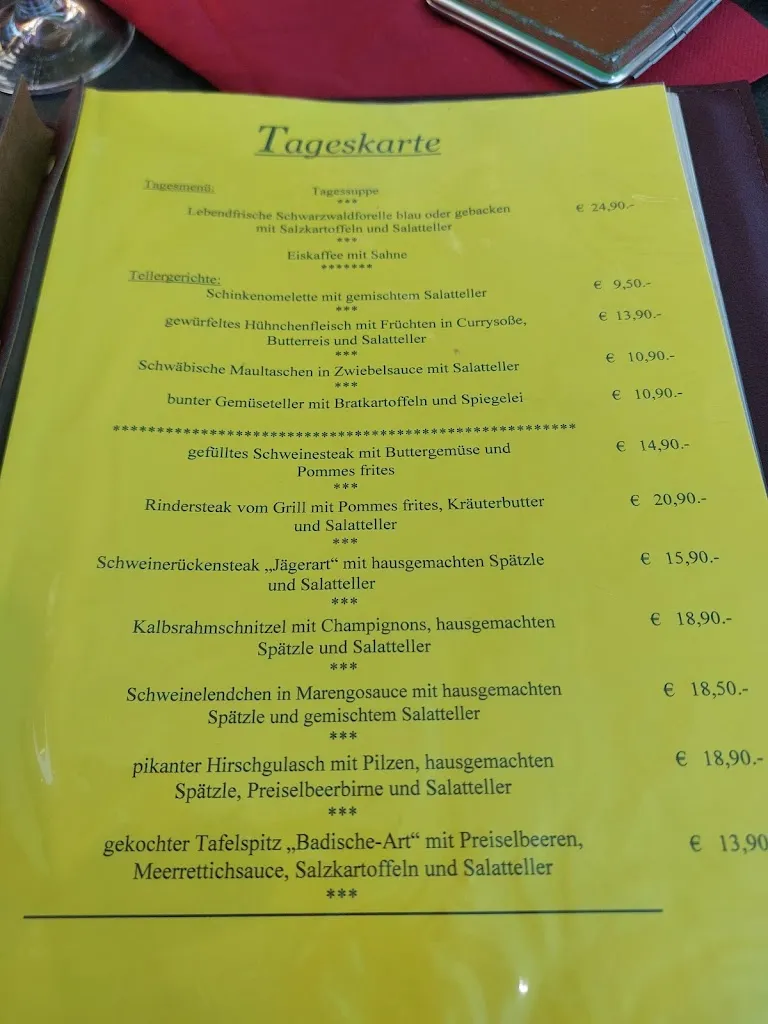 Tageskarte
Tagesmenü:
Tagessuppe
***
Lebendfrische Schwarzwaldforelle blau oder gebacken € 24,90.-
mit Salzkartoffeln und Salatteller
***
Eiskaffee mit Sahne
*******
Tellergerichte:
Schinkenomelette mit gemischtem Salatteller € 9,50.-
***
gewürfeltes Hühnchenfleisch mit Früchten in Currysoße, € 13,90.-
Butterreis und Salatteller
***
Schwäbische Maultaschen in Zwiebelsauce mit Salatteller € 10,90.-
***
bunter Gemüseteller mit Bratkartoffeln und Spiegelei € 10,90.-
****************************************************
gefülltes Schweinesteak mit Buttergemüse und € 14,90.-
Pommes frites
***
Rindersteak vom Grill mit Pommes frites, Kräuterbutter € 20,90.-
und Salatteller
***
Schweinerückensteak „Jägerart“ mit hausgemachten Spätzle € 15,90.-
und Salatteller
***
Kalbsrahmschnitzel mit Champignons, hausgemachten € 18,90.-
Spätzle und Salatteller
***
Schweinelendchen in Marengosauce mit hausgemachten € 18,50.-
Spätzle und gemischtem Salatteller
***
pikanter Hirschgulasch mit Pilzen, hausgemachten € 18,90.-
Spätzle, Preiselbeerbirne und Salatteller
***
gekochter Tafelspitz „Badische-Art“ mit Preiselbeeren, € 13,90
Meerrettichsauce, Salzkartoffeln und Salatteller
***